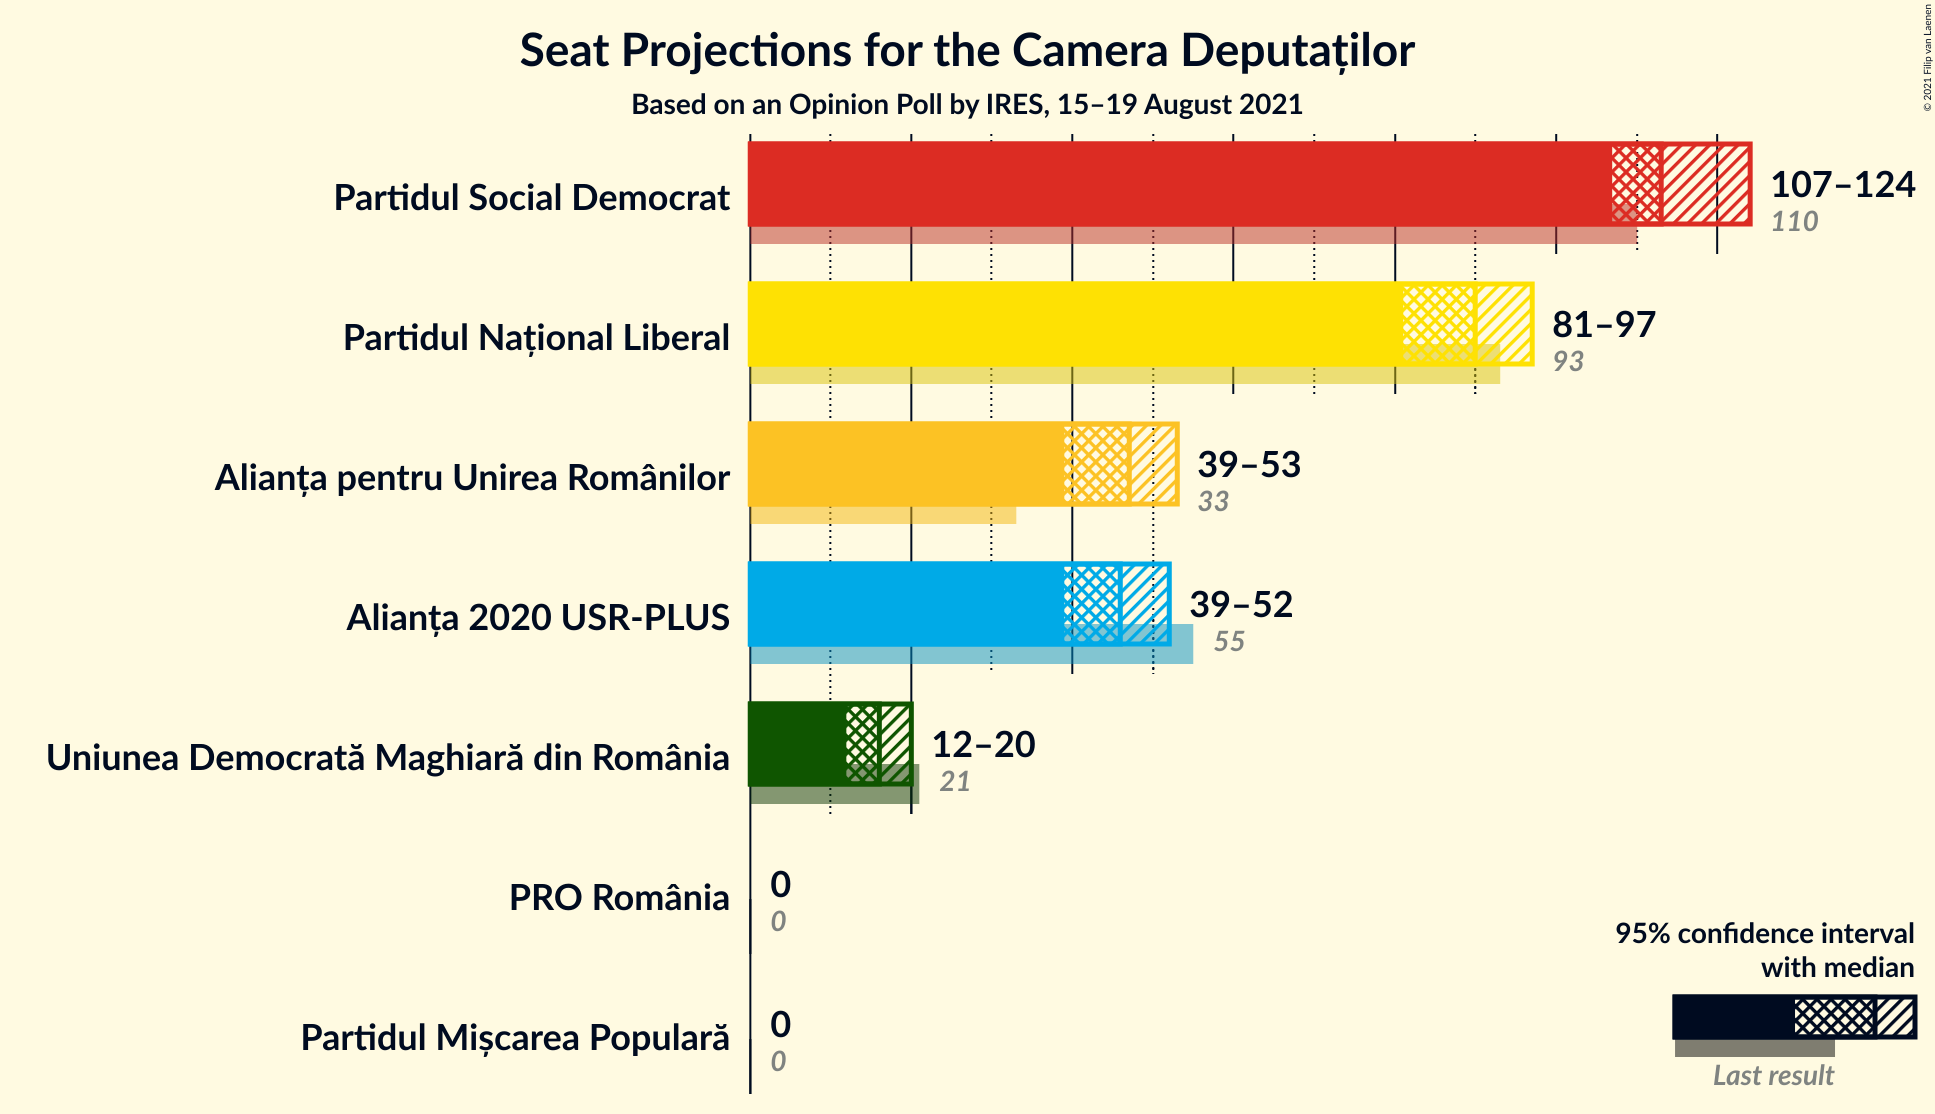 Seat Projections for the Camera Deputaților
Based on an Opinion Poll by IRES, 15–19 August 2021
© 2021 Filip van Laenen
Partidul Social Democrat
107–124
110
Partidul Național Liberal
81–97
93
Alianța pentru Unirea Românilor
39–53
33
Alianța 2020 USR-PLUS
39–52
55
Uniunea Democrată Maghiară din România
12–20
21
PRO România
0
0
Partidul Mișcarea Populară
0
0
95% confidence interval
with median
Last result